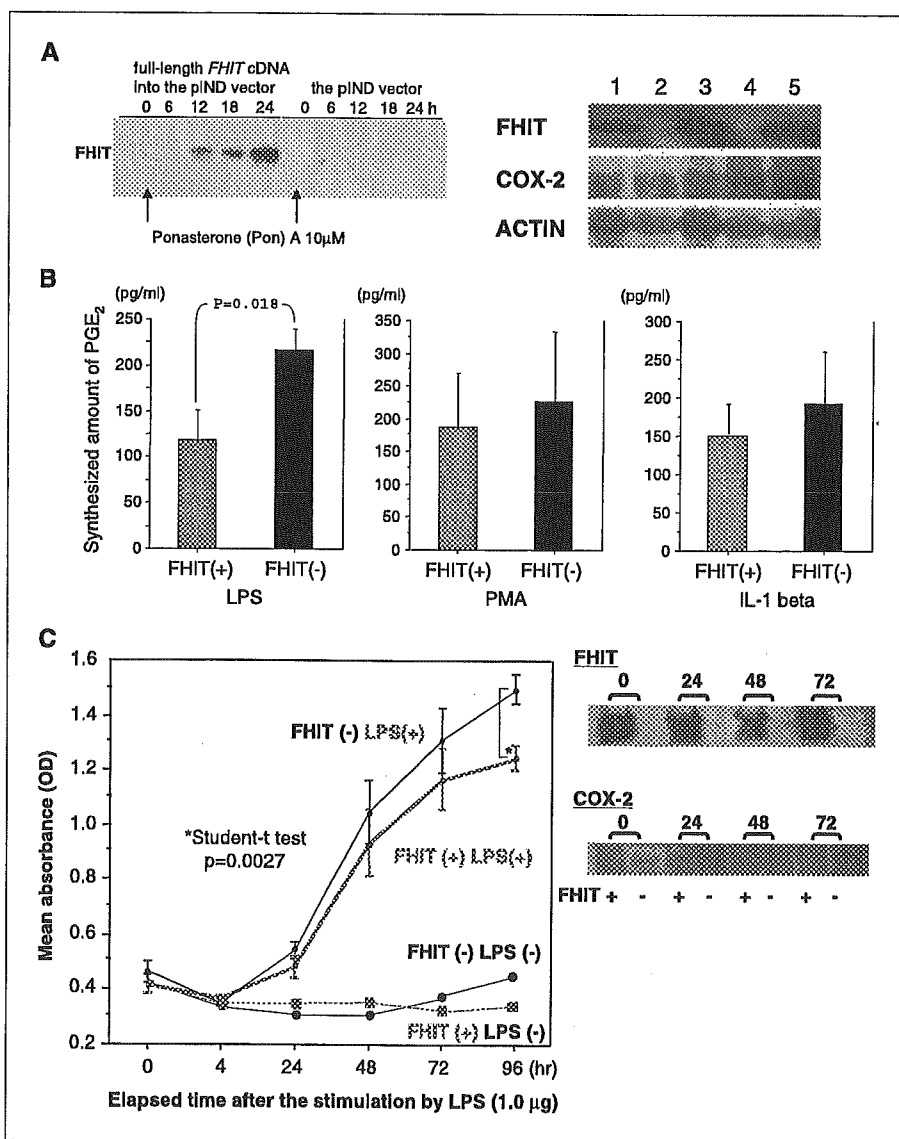 A
full-length FHIT cDNA
into the pIND vector
the pIND vector
0 6 12 18 24
0 6 12 18 24 h
FHIT
Ponasterone (Pon) A 10μM
1 2 3 4 5
FHIT
COX-2
ACTIN
B
(pg/ml)
P=0.018
Synthesized amount of PGE2
250
200
150
100
50
0
FHIT(+) FHIT(-)
LPS
(pg/ml)
350
300
250
200
150
100
50
0
FHIT(+) FHIT(-)
PMA
(pg/ml)
300
250
200
150
100
50
0
FHIT(+) FHIT(-)
IL-1 beta
C
Mean absorbance (OD)
1.6
1.4
1.2
1.0
0.8
0.6
0.4
0.2
FHIT (-) LPS(+)
*
*Student-t test
p=0.0027
FHIT (+) LPS(+)
FHIT (-) LPS (-)
FHIT (+) LPS (-)
0 4 24 48 72 96 (hr)
Elapsed time after the stimulation by LPS (1.0 μg)
FHIT
0 24 48 72
COX-2
0 24 48 72
FHIT + - + - + - + -